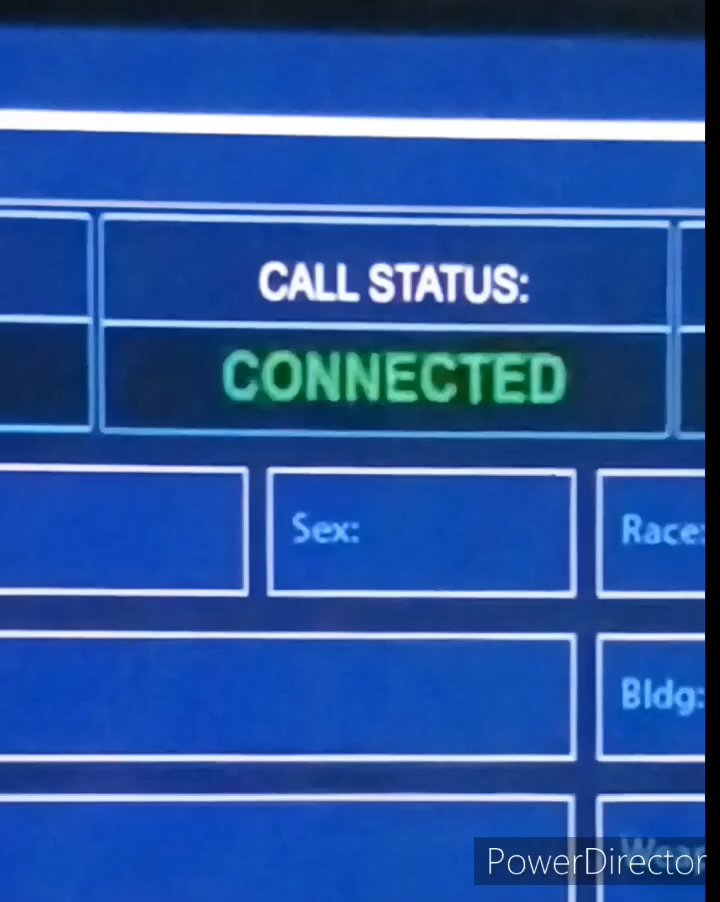 CALL STATUS:
CONNECTED
Sex:
Race:
Bldg:
PowerDirector